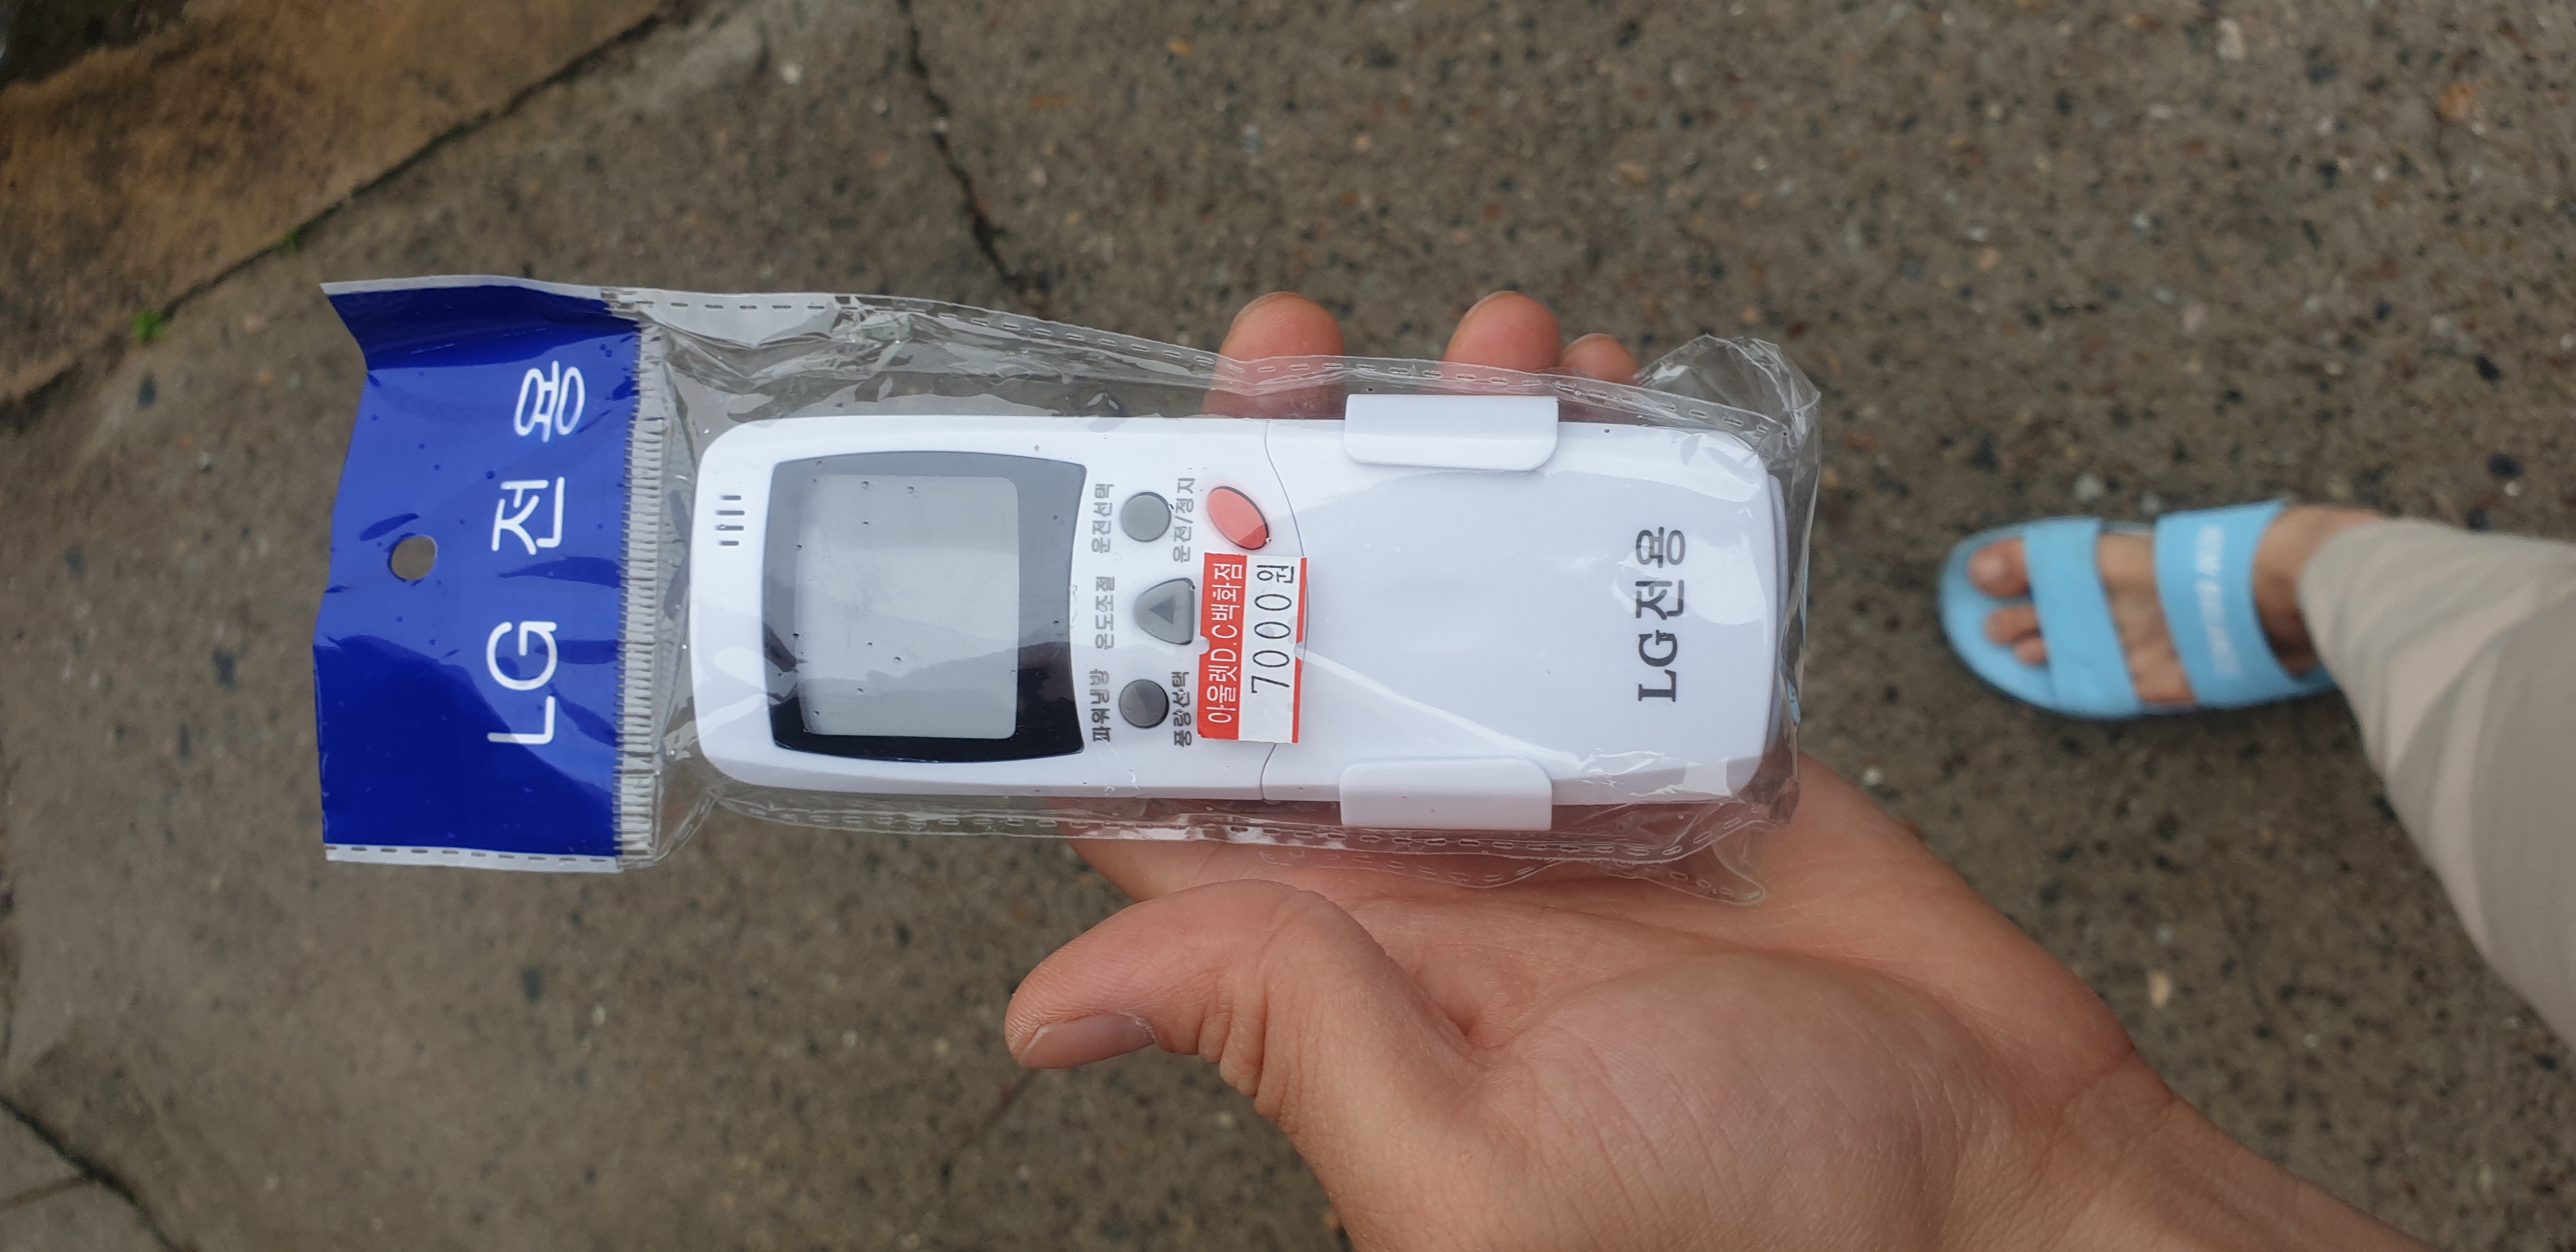 LG 전용
운전선택
온도조절
파워냉방
운전/정지
풍량선택
아울렛D.C백화점
7000원
LG전용